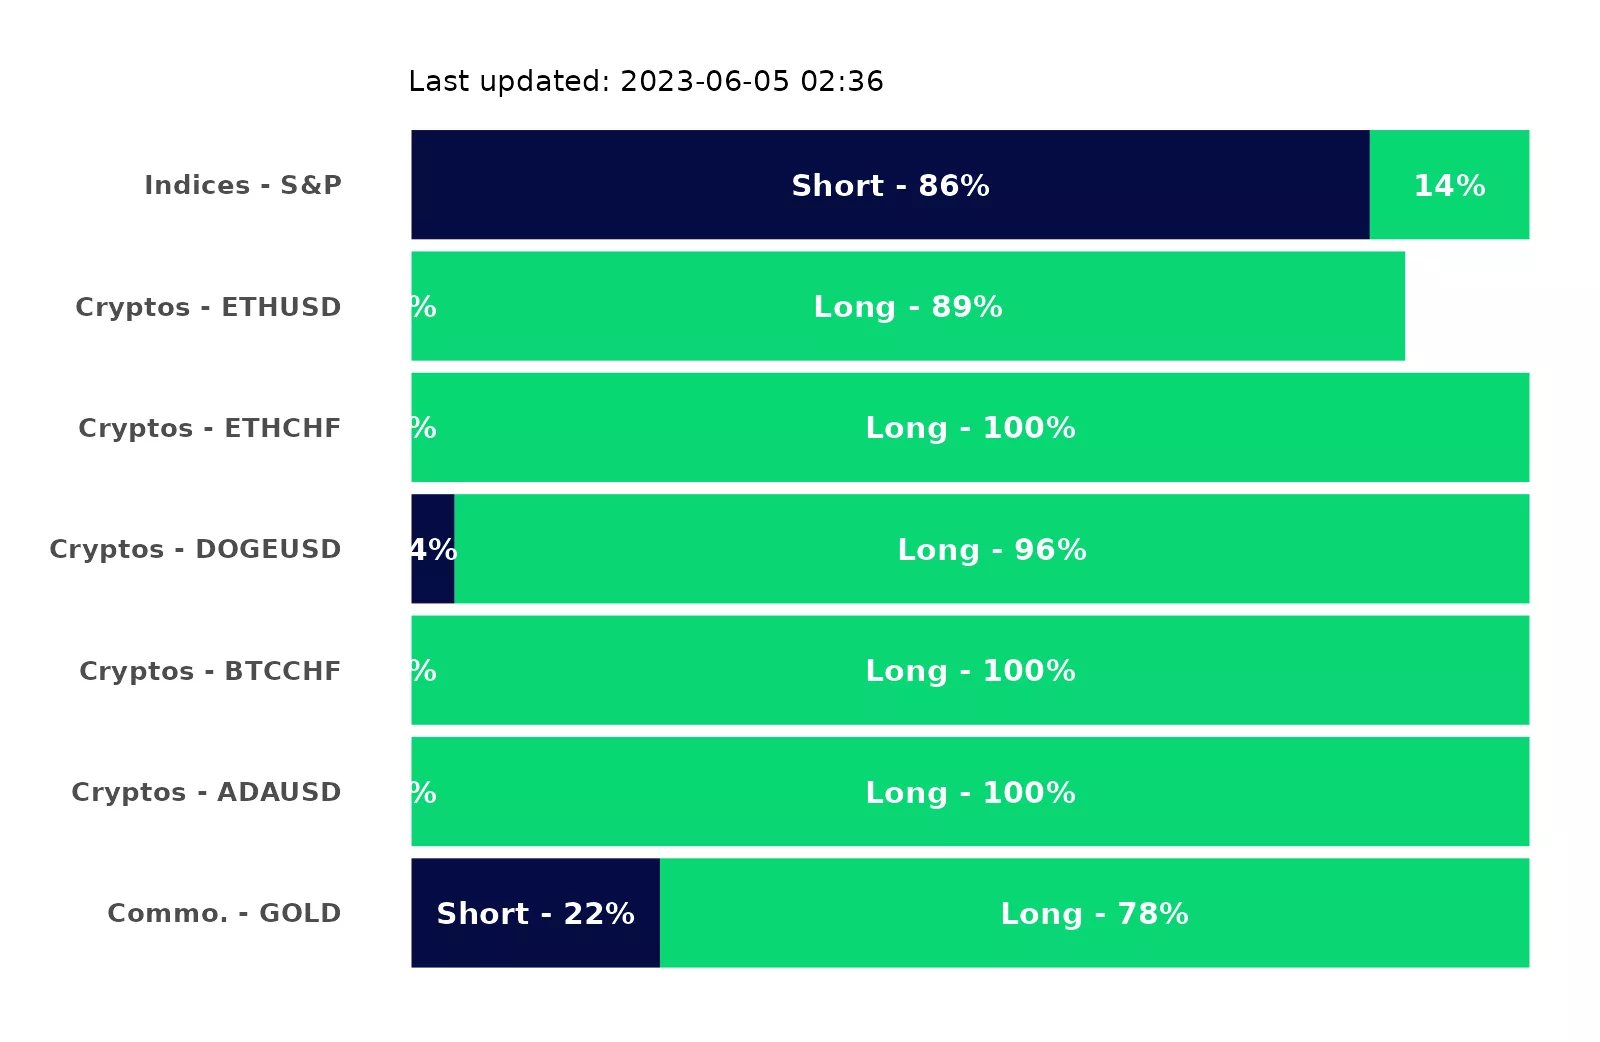 Last updated: 2023-06-05 02:36
Indices - S&P Short - 86% 14%
Cryptos - ETHUSD % Long - 89%
Cryptos - ETHCHF % Long - 100%
Cryptos - DOGEUSD 4% Long - 96%
Cryptos - BTCCHF % Long - 100%
Cryptos - ADAUSD % Long - 100%
Commo. - GOLD Short - 22% Long - 78%